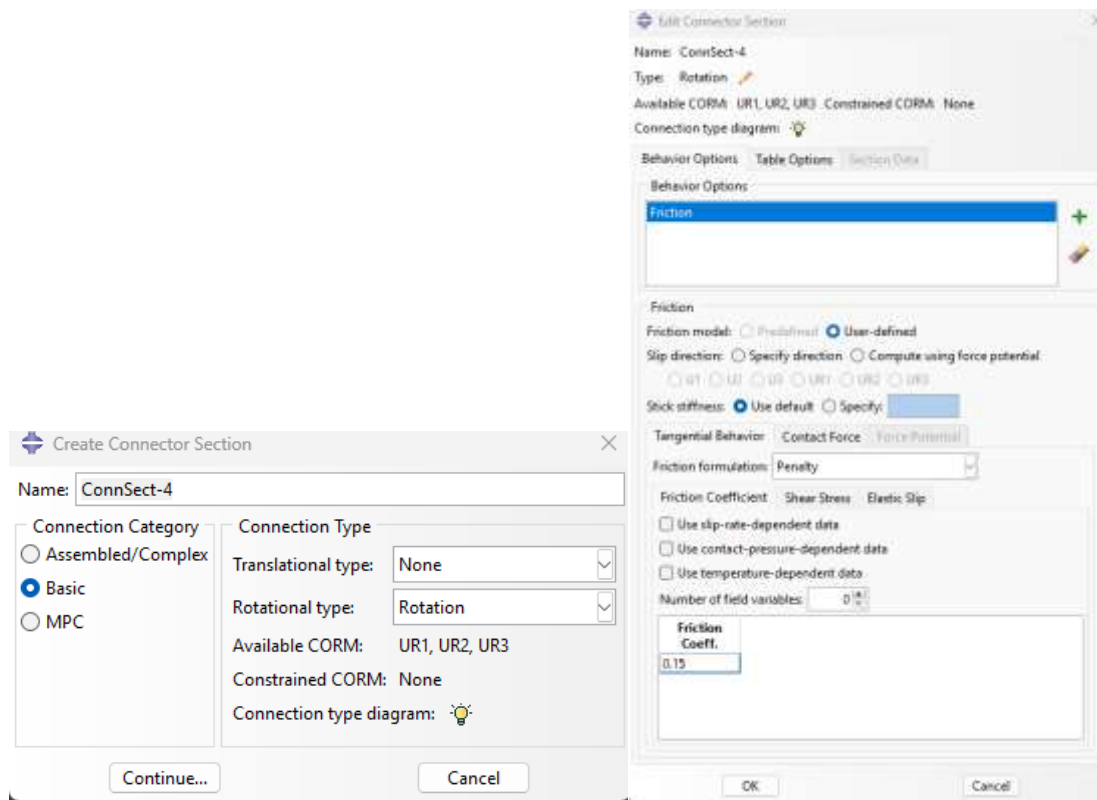 Create Connector Section
Name: ConnSect-4
Connection Category
Assembled/Complex
Basic
MPC
Connection Type
Translational type: None
Rotational type: Rotation
Available CORM: UR1, UR2, UR3
Constrained CORM: None
Connection type diagram:
Continue... Cancel
Edit Connector Section
Name: ConnSect-4
Type: Rotation
Available CORM: UR1, UR2, UR3 Constrained CORM: None
Connection type diagram:
Behavior Options Table Options Section Data
Behavior Options
Friction
Friction
Friction model: Predefined User-defined
Slip direction: Specify direction Compute using force potential
U1 U2 U3 UR1 UR2 UR3
Stick stiffness: Use default Specify:
Tangential Behavior Contact Force Force Potential
Friction formulation: Penalty
Friction Coefficient Shear Stress Elastic Slip
Use slip-rate-dependent data
Use contact-pressure-dependent data
Use temperature-dependent data
Number of field variables: 0
Friction
Coeff.
0.15
OK Cancel